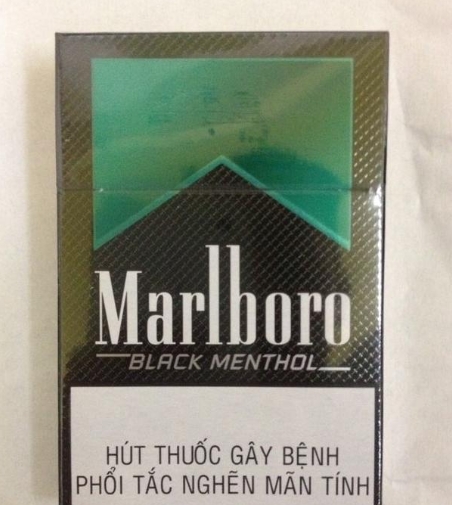 Marlboro
BLACK MENTHOL
HÚT THUỐC GÂY BỆNH
PHỔI TẮC NGHẼN MÃN TÍNH